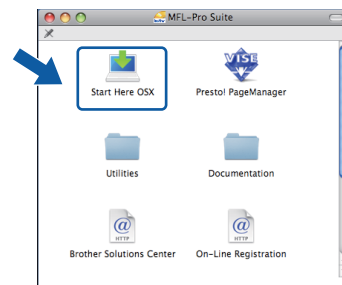 MFL-Pro Suite
VISE
Start Here OSX
Presto! PageManager
Utilities
Documentation
@
HTTP
@
HTTP
Brother Solutions Center
On-Line Registration